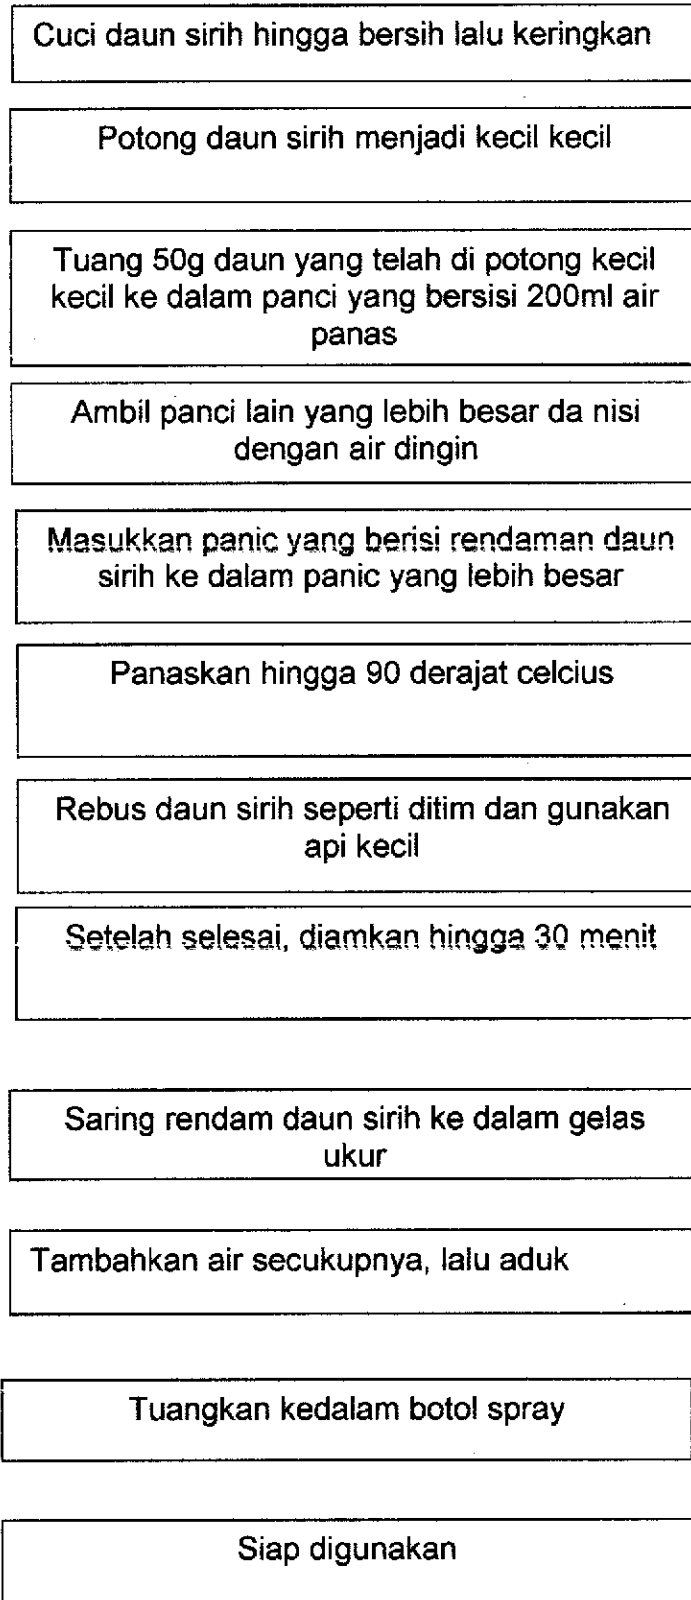 Cuci daun sirih hingga bersih lalu keringkan
Potong daun sirih menjadi kecil kecil
Tuang 50g daun yang telah di potong kecil
kecil ke dalam panci yang bersisi 200ml air
panas
Ambil panci lain yang lebih besar da nisi
dengan air dingin
Masukkan panic yang berisi rendaman daun
sirih ke dalam panic yang lebih besar
Panaskan hingga 90 derajat celcius
Rebus daun sirih seperti ditim dan gunakan
api kecil
Setelah selesai, diamkan hingga 30 menit
Saring rendam daun sirih ke dalam gelas
ukur
Tambahkan air secukupnya, lalu aduk
Tuangkan kedalam botol spray
Siap digunakan